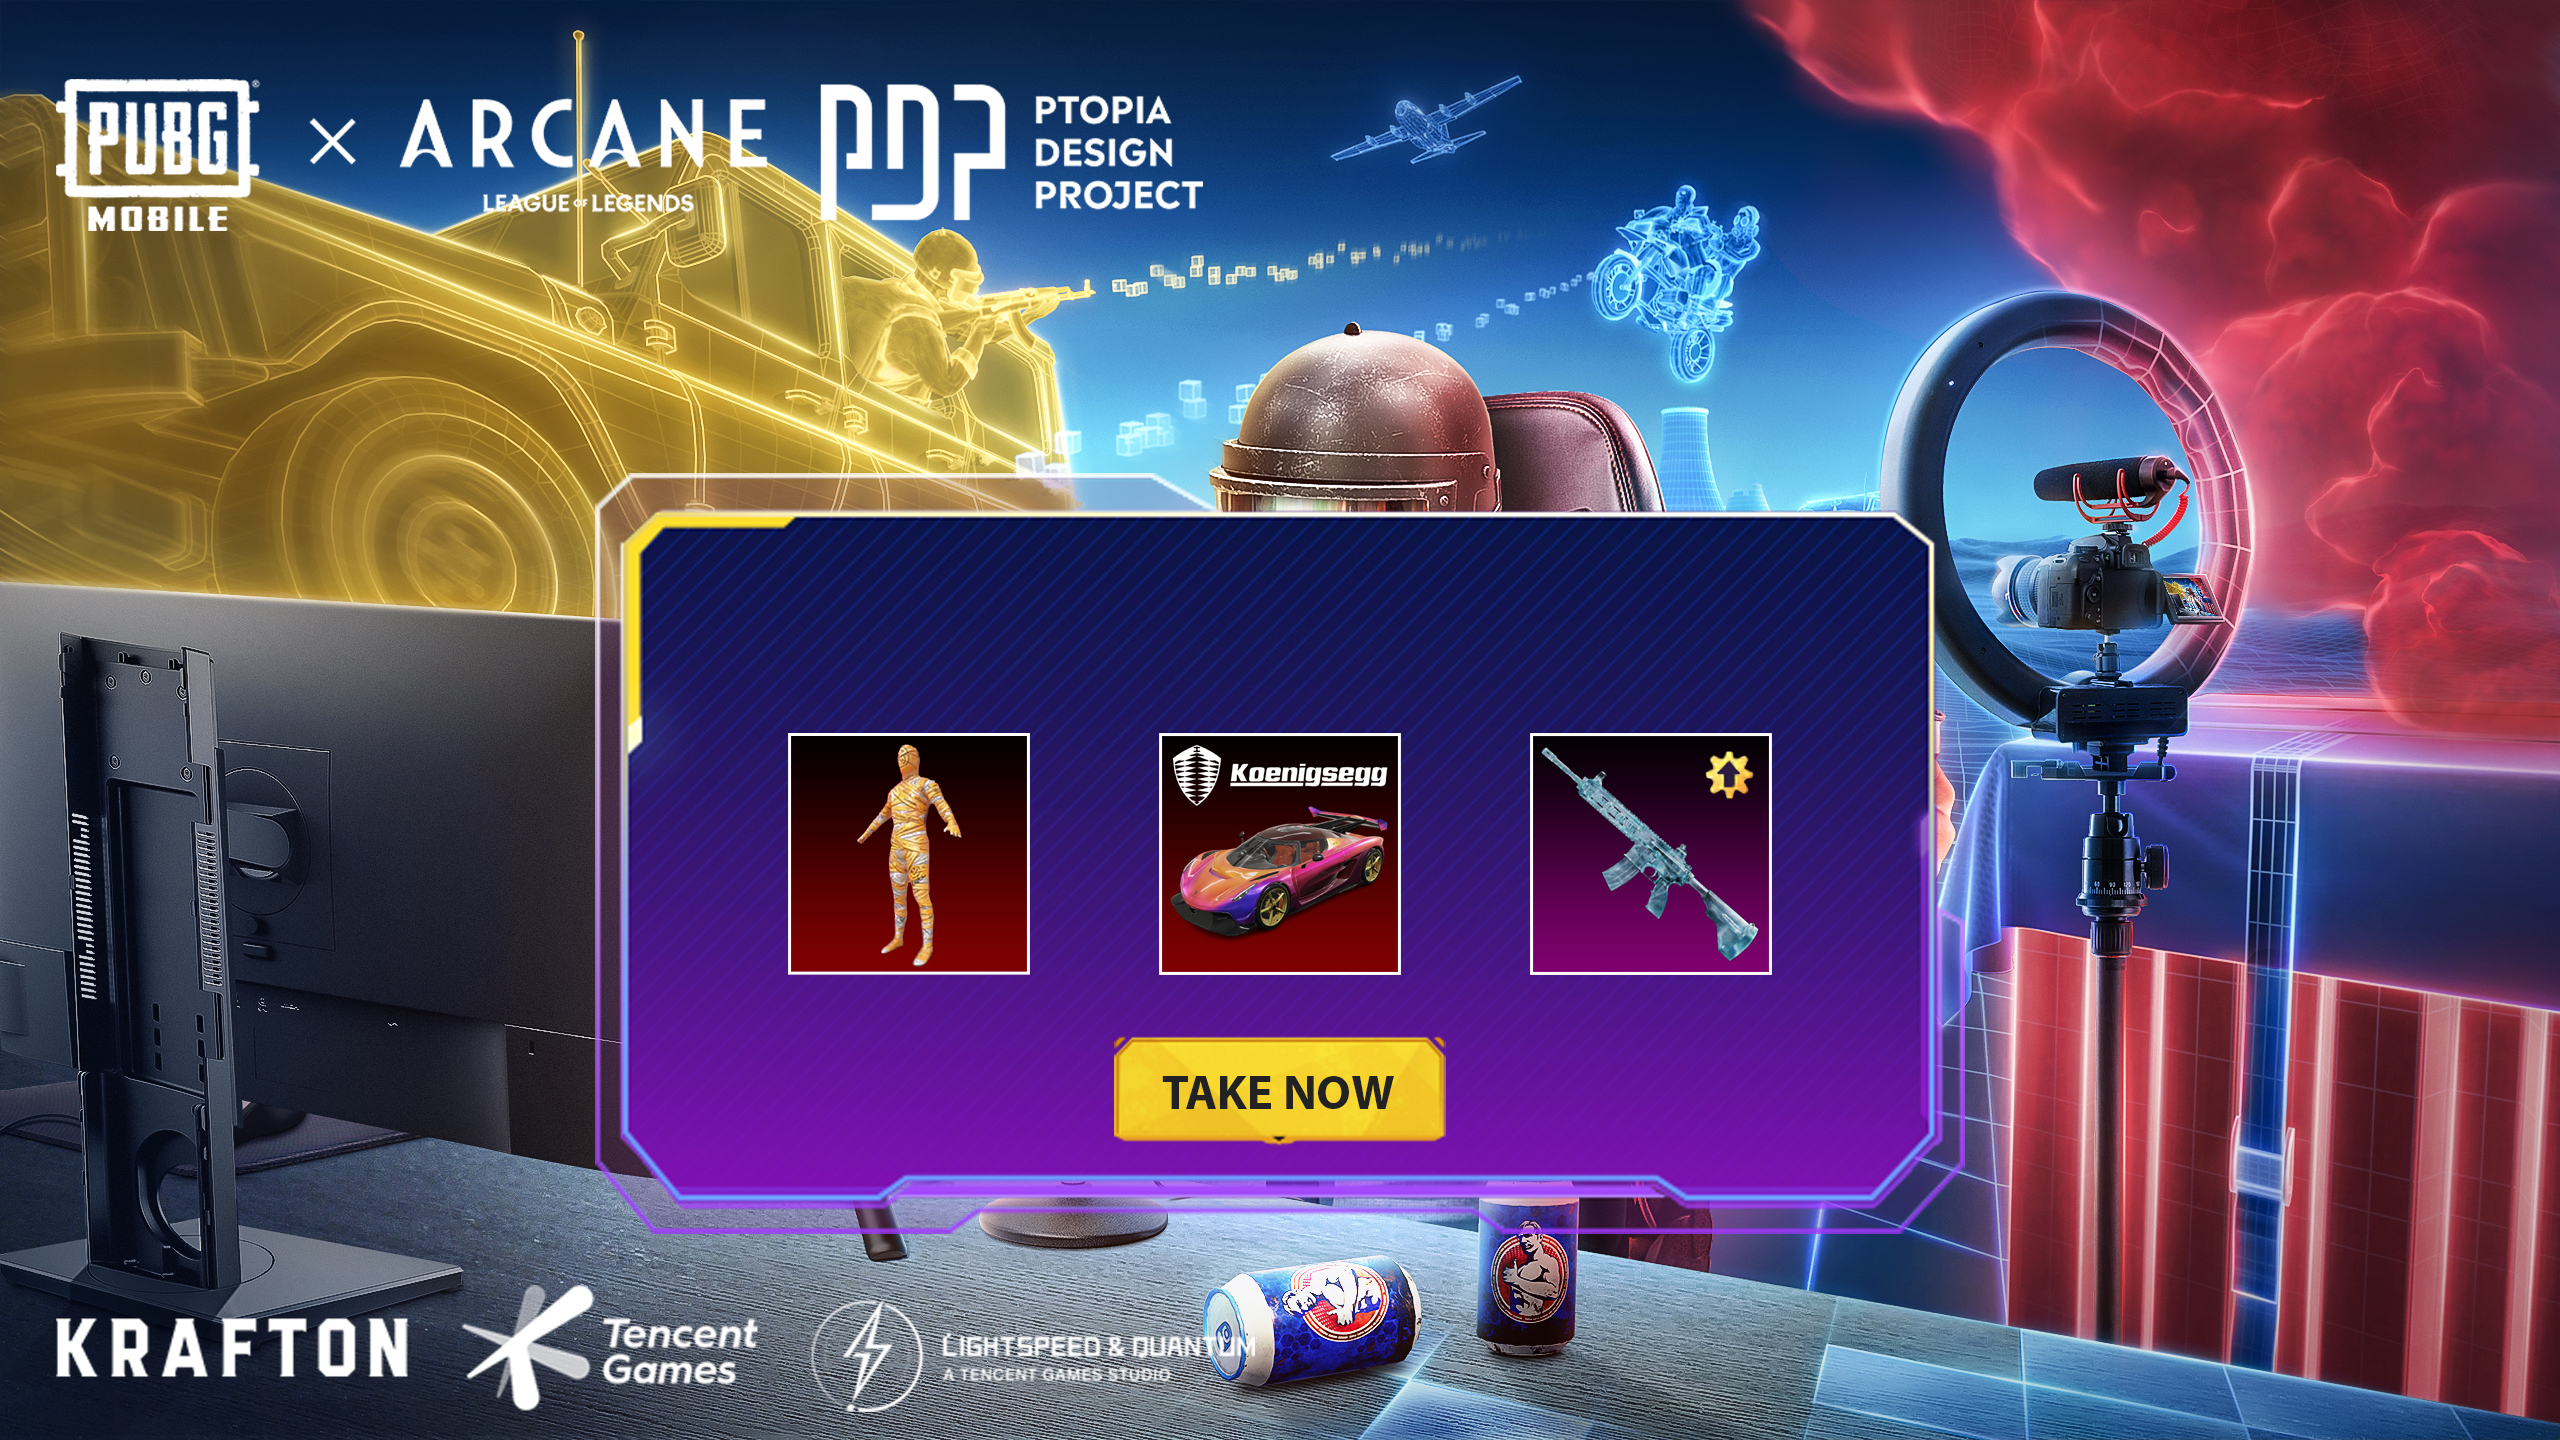 PUBG
MOBILE
×
ARCANE
LEAGUE OF LEGENDS
PDP
PTOPIA
DESIGN
PROJECT
Koenigsegg
TAKE NOW
KRAFTON
Tencent
Games
LIGHTSPEED & QUANTUM
A TENCENT GAMES STUDIO